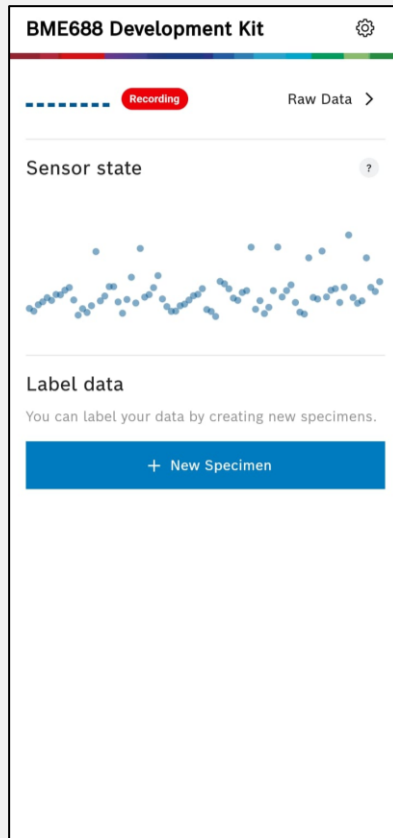 BME688 Development Kit
Recording
Raw Data
Sensor state
?
Label data
You can label your data by creating new specimens.
+ New Specimen